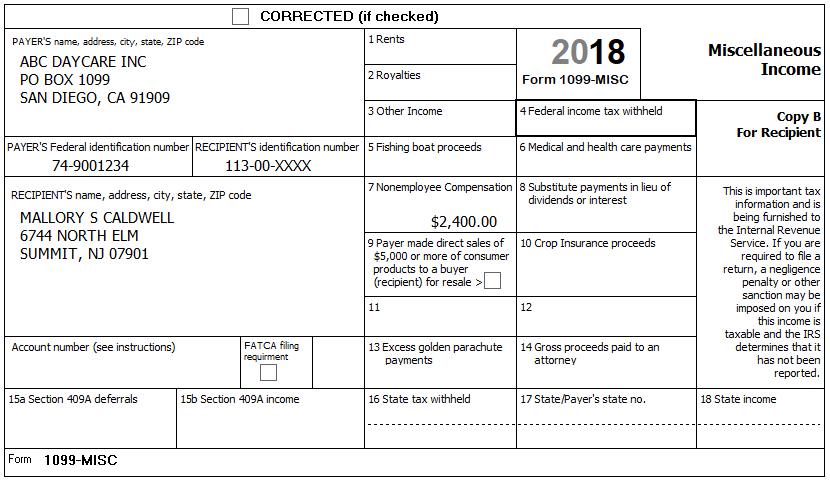 CORRECTED (if checked)
PAYER'S name, address, city, state, ZIP code
ABC DAYCARE INC
PO BOX 1099
SAN DIEGO, CA 91909
1 Rents
2 Royalties
2018
Form 1099-MISC
Miscellaneous
Income
3 Other Income
4 Federal income tax withheld
Copy B
For Recipient
PAYER'S Federal identification number
74-9001234
RECIPIENT'S identification number
113-00-XXXX
5 Fishing boat proceeds
6 Medical and health care payments
RECIPIENT'S name, address, city, state, ZIP code
MALLORY S CALDWELL
6744 NORTH ELM
SUMMIT, NJ 07901
7 Nonemployee Compensation
$2,400.00
8 Substitute payments in lieu of
dividends or interest
9 Payer made direct sales of
$5,000 or more of consumer
products to a buyer
(recipient) for resale >
10 Crop Insurance proceeds
11
12
This is important tax
information and is
being furnished to
the Internal Revenue
Service. If you are
required to file a
return, a negligence
penalty or other
sanction may be
imposed on you if
this income is
taxable and the IRS
determines that it
has not been
reported.
Account number (see instructions)
FATCA filing
requirment
13 Excess golden parachute
payments
14 Gross proceeds paid to an
attorney
15a Section 409A deferrals
15b Section 409A income
16 State tax withheld
17 State/Payer's state no.
18 State income
Form 1099-MISC